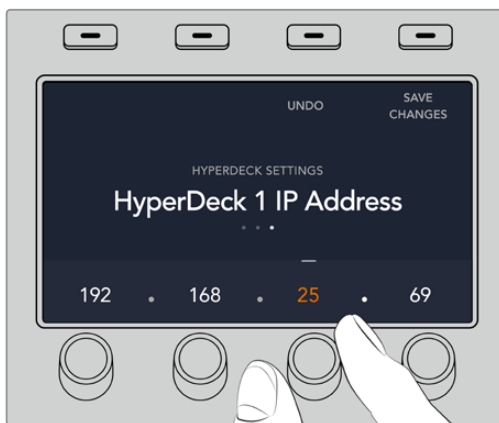 UNDO
SAVE
CHANGES
HYPERDECK SETTINGS
HyperDeck 1 IP Address
192 . 168 . 25 . 69